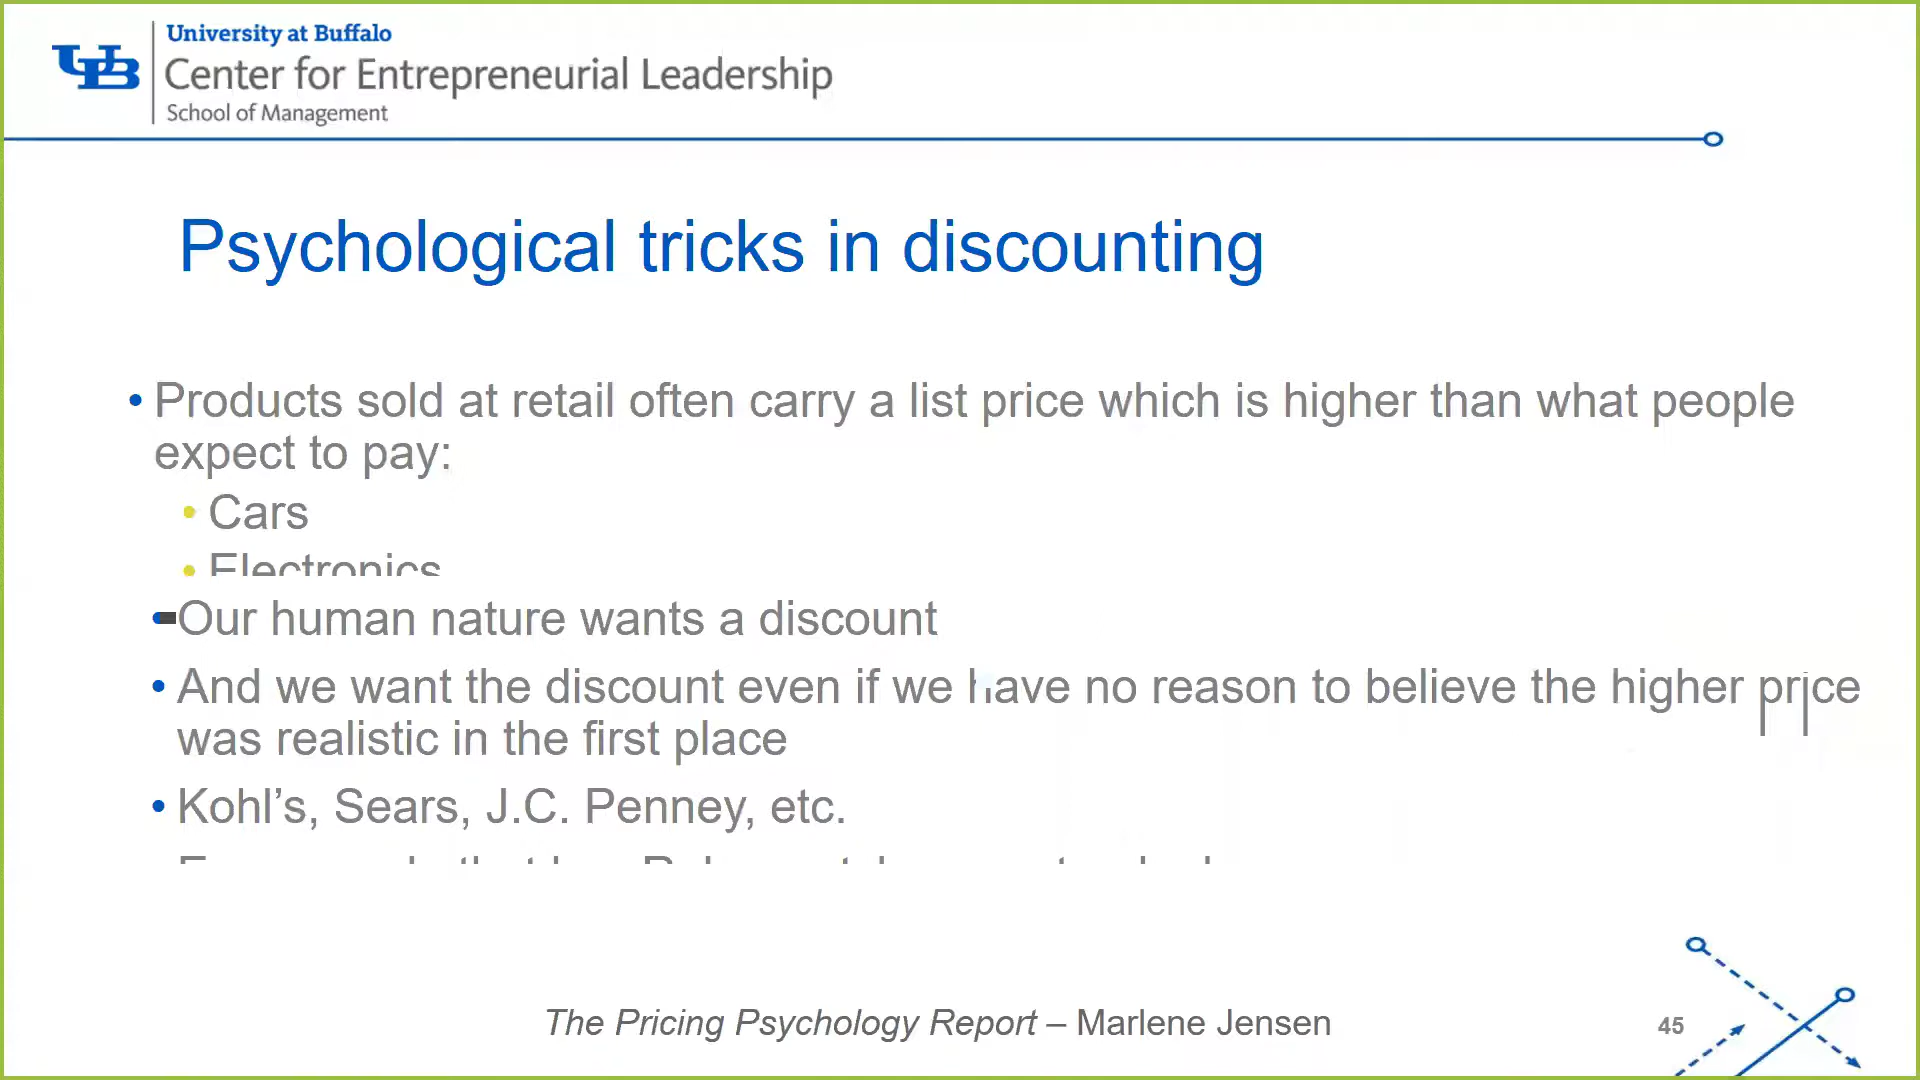 University at Buffalo
Center for Entrepreneurial Leadership
School of Management
Psychological tricks in discounting
• Products sold at retail often carry a list price which is higher than what people
expect to pay:
• Cars
• Electronics
• Our human nature wants a discount
• And we want the discount even if we have no reason to believe the higher price
was realistic in the first place
• Kohl’s, Sears, J.C. Penney, etc.
The Pricing Psychology Report – Marlene Jensen
45